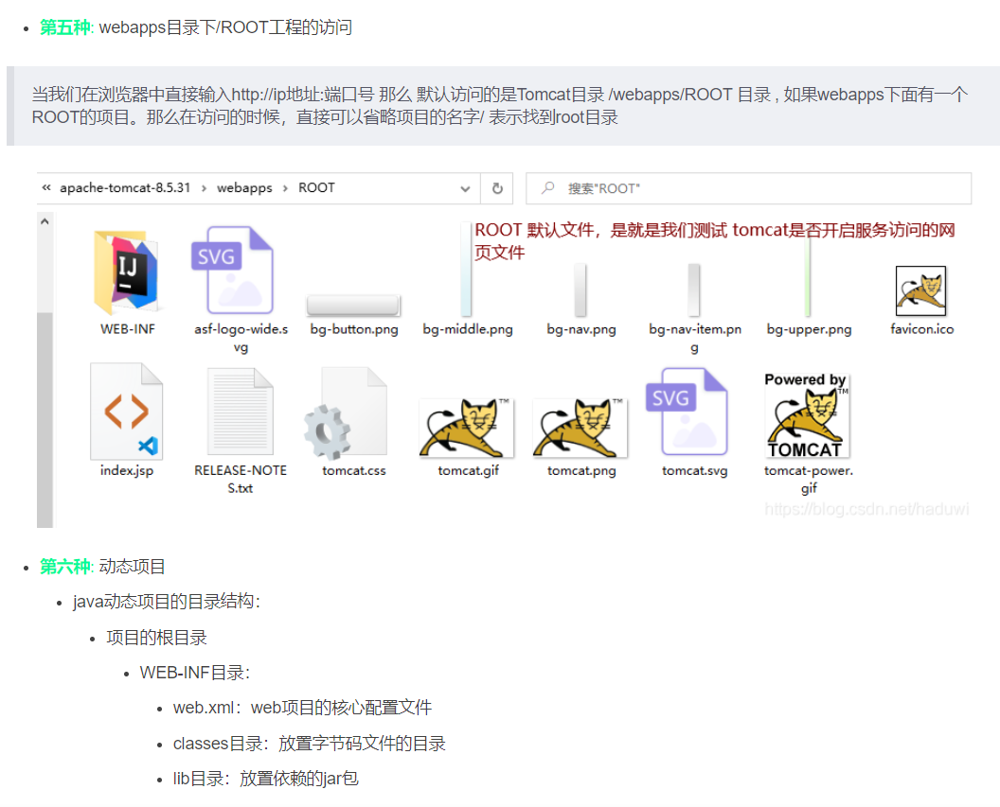 第五种: webapps目录下/ROOT工程的访问
当我们在浏览器中直接输入http://ip地址:端口号 那么 默认访问的是Tomcat目录 /webapps/ROOT 目录 , 如果webapps下面有一个
ROOT的项目。那么在访问的时候，直接可以省略项目的名字/ 表示找到root目录
« apache-tomcat-8.5.31 › webapps › ROOT
搜索"ROOT"
ROOT 默认文件，是就是我们测试 tomcat是否开启服务访问的网
页文件
SVG
IJ
WEB-INF
asf-logo-wide.s
vg
bg-button.png
bg-middle.png
bg-nav.png
bg-nav-item.pn
g
bg-upper.png
favicon.ico
TM
TM
SVG
Powered by
TM
TOMCAT
index.jsp
RELEASE-NOTE
S.txt
tomcat.css
tomcat.gif
tomcat.png
tomcat.svg
tomcat-power.
gif
https://blog.csdn.net/haduwi
第六种: 动态项目
java动态项目的目录结构：
项目的根目录
WEB-INF目录：
web.xml：web项目的核心配置文件
classes目录：放置字节码文件的目录
lib目录：放置依赖的jar包